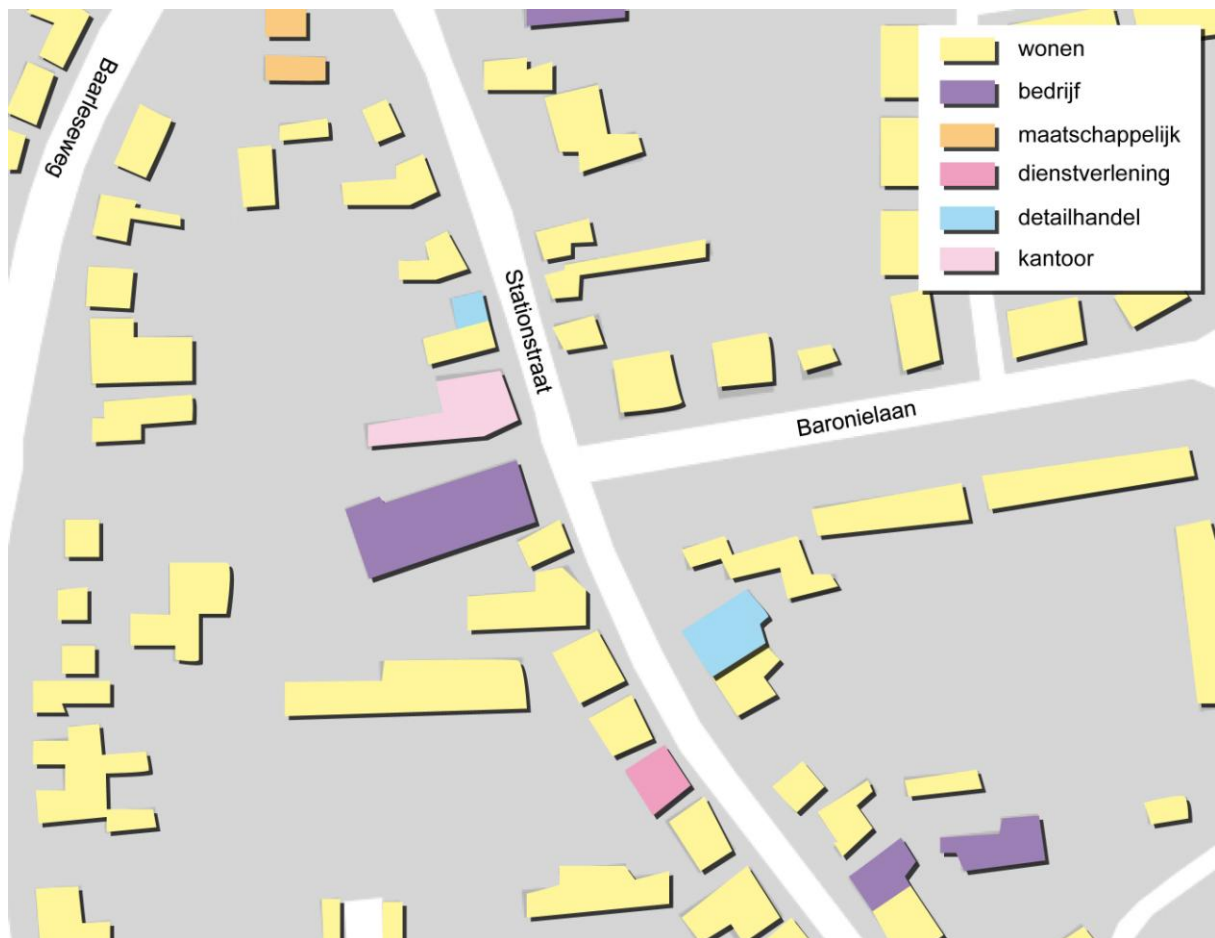 Baarleseweg
Stationstraat
Baronielaan
wonen
bedrijf
maatschappelijk
dienstverlening
detailhandel
kantoor